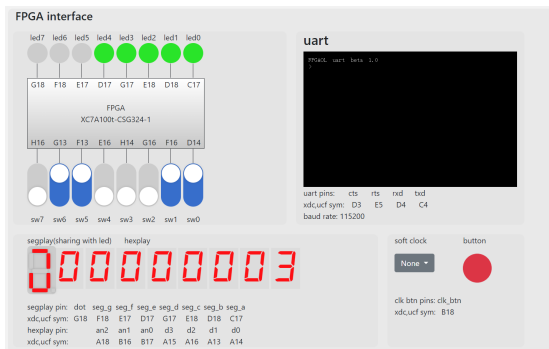 FPGA interface
led7 led6 led5 led4 led3 led2 led1 led0
G18 F18 E17 D17 G17 E18 D18 C17
FPGA
XC7A100t-CSG324-1
H16 G13 F13 E16 H14 G16 F16 D14
sw7 sw6 sw5 sw4 sw3 sw2 sw1 sw0
uart
FPGAOL uart beta 1.0
>
uart pins: cts rts rxd txd
xdc,ucf sym: D3 E5 D4 C4
baud rate: 115200
segplay(sharing with led) hexplay
00000003
segplay pin: dot seg_g seg_f seg_e seg_d seg_c seg_b seg_a
xdc,ucf sym: G18 F18 E17 D17 G17 E18 D18 C17
hexplay pin: an2 an1 an0 d3 d2 d1 d0
xdc,ucf sym: A18 B16 B17 A15 A16 A13 A14
soft clock button
None
clk btn pins: clk_btn
xdc,ucf sym: B18